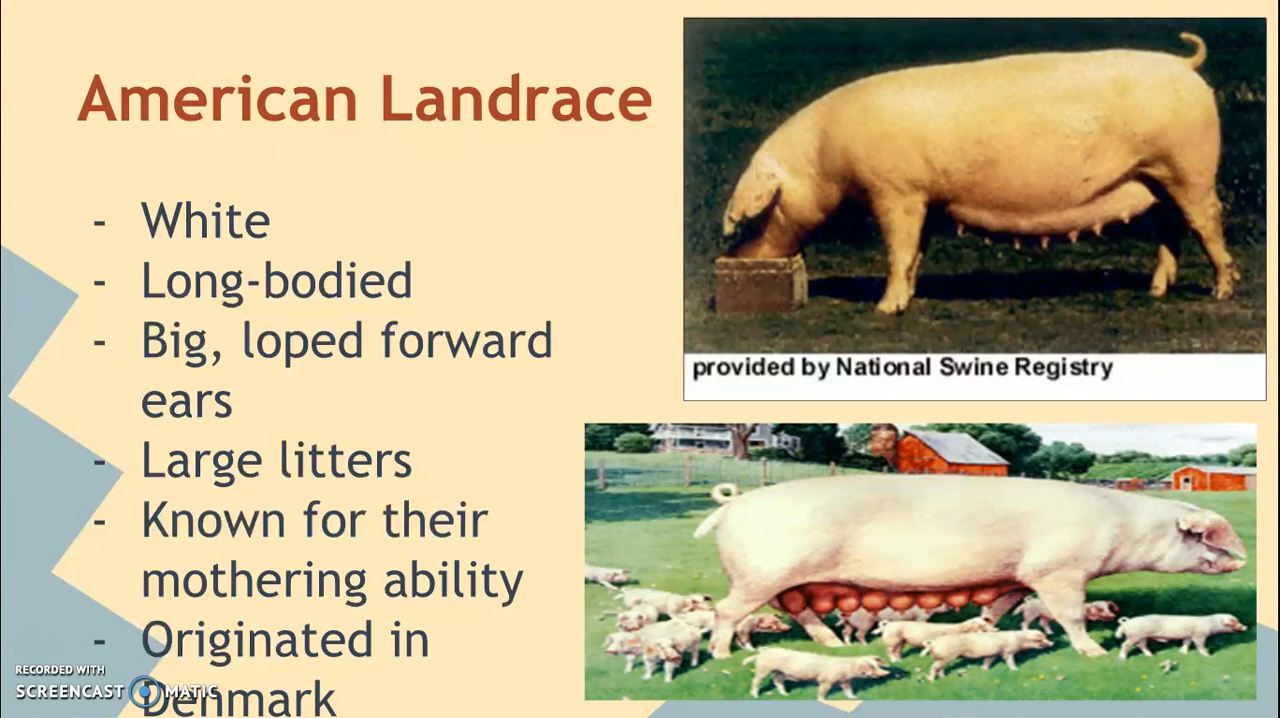 American Landrace
- White
- Long-bodied
- Big, loped forward
ears
- Large litters
- Known for their
mothering ability
- Originated in
Denmark
provided by National Swine Registry
RECORDED WITH
SCREENCAST MATIC